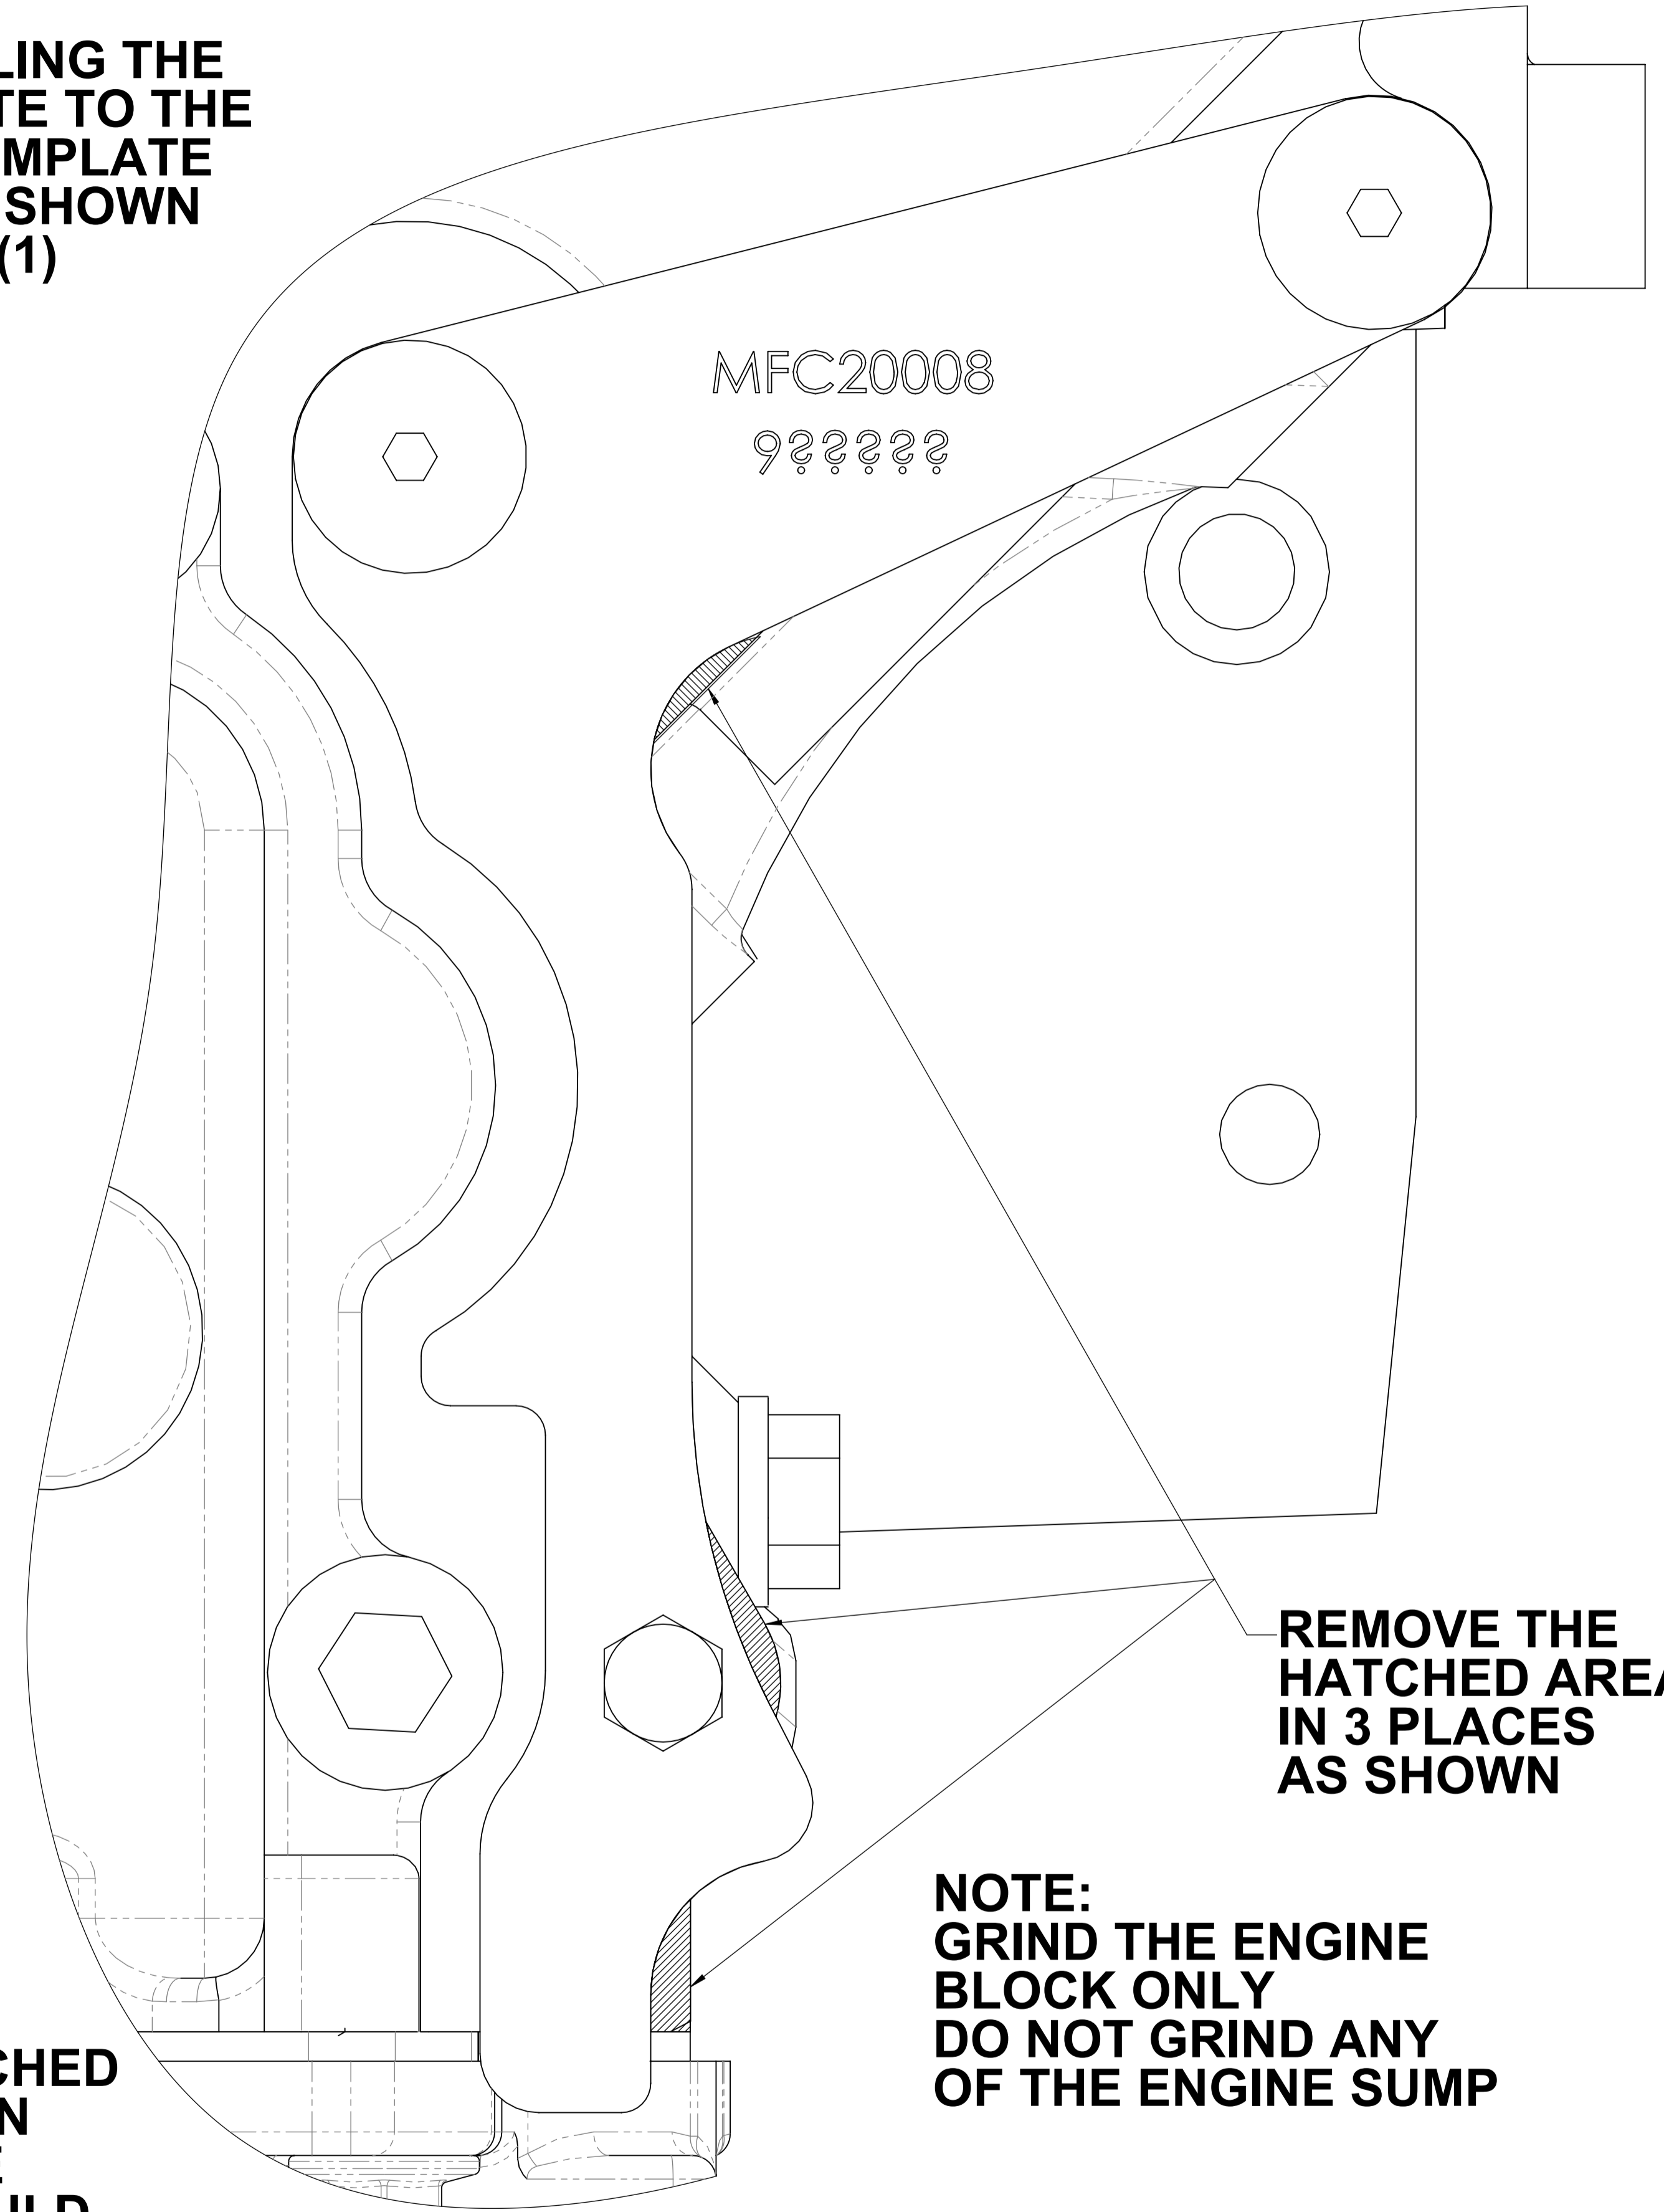 LING THE
TE TO THE
MPLATE
SHOWN
(1)
MFC20008
9?????
REMOVE THE
HATCHED AREA
IN 3 PLACES
AS SHOWN
NOTE:
GRIND THE ENGINE
BLOCK ONLY
DO NOT GRIND ANY
OF THE ENGINE SUMP
CHED
N